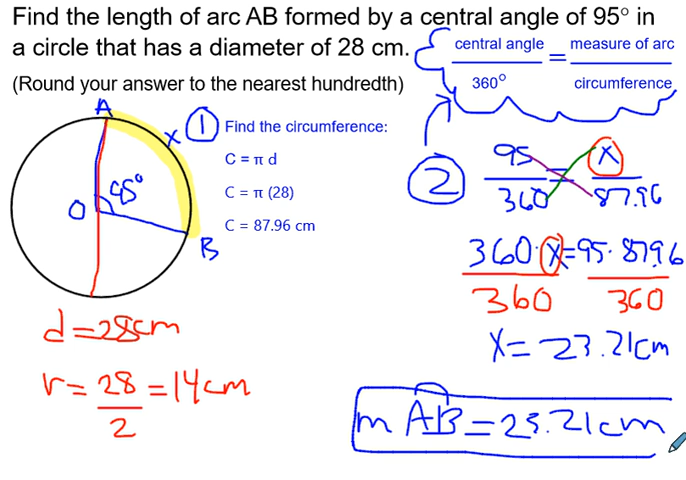 Find the length of arc AB formed by a central angle of 95° in
a circle that has a diameter of 28 cm.
(Round your answer to the nearest hundredth)
central angle / 360° = measure of arc / circumference
A
x
O
95°
B
① Find the circumference:
C = π d
C = π (28)
C = 87.96 cm
②
95 / 360 = x / 87.96
360·x=95·87.96
360 360
x=23.21cm
d=28cm
r=28/2=14cm
mAB=23.21cm